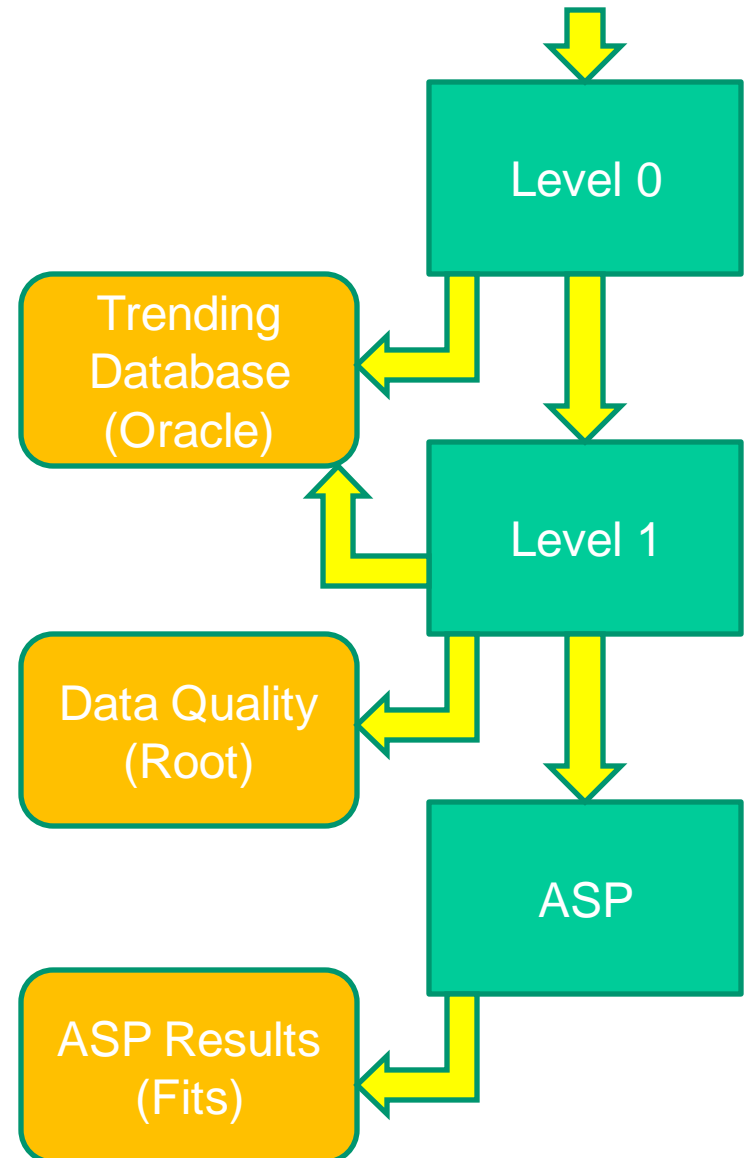 Level 0
Trending
Database
(Oracle)
Level 1
Data Quality
(Root)
ASP
ASP Results
(Fits)